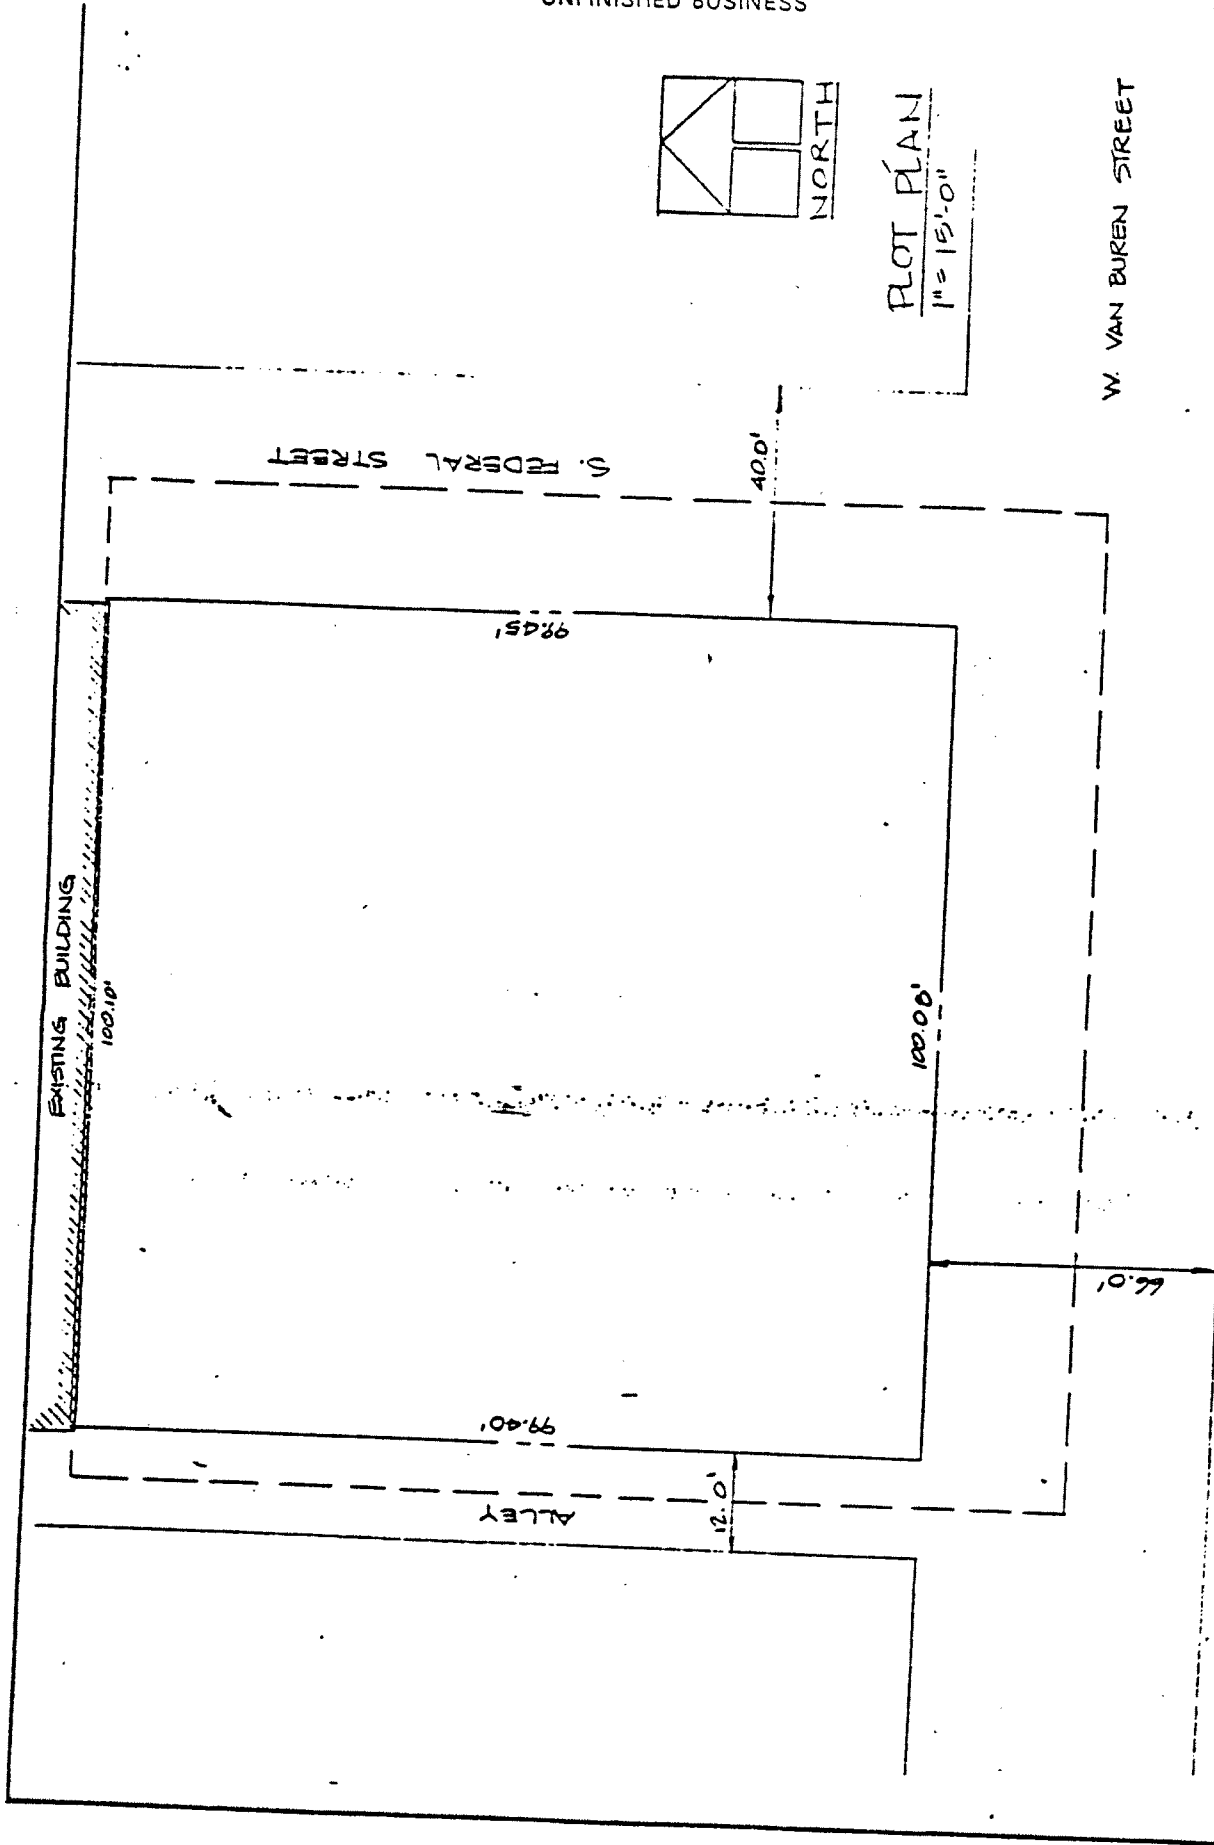 UNFINISHED BUSINESS
NORTH
PLOT PLAN
1" = 15'-0"
W. VAN BUREN STREET
S. FEDERAL STREET
40.0'
99.45'
EXISTING BUILDING
100.10'
100.08'
99.40'
ALLEY
12.0'
66.0'